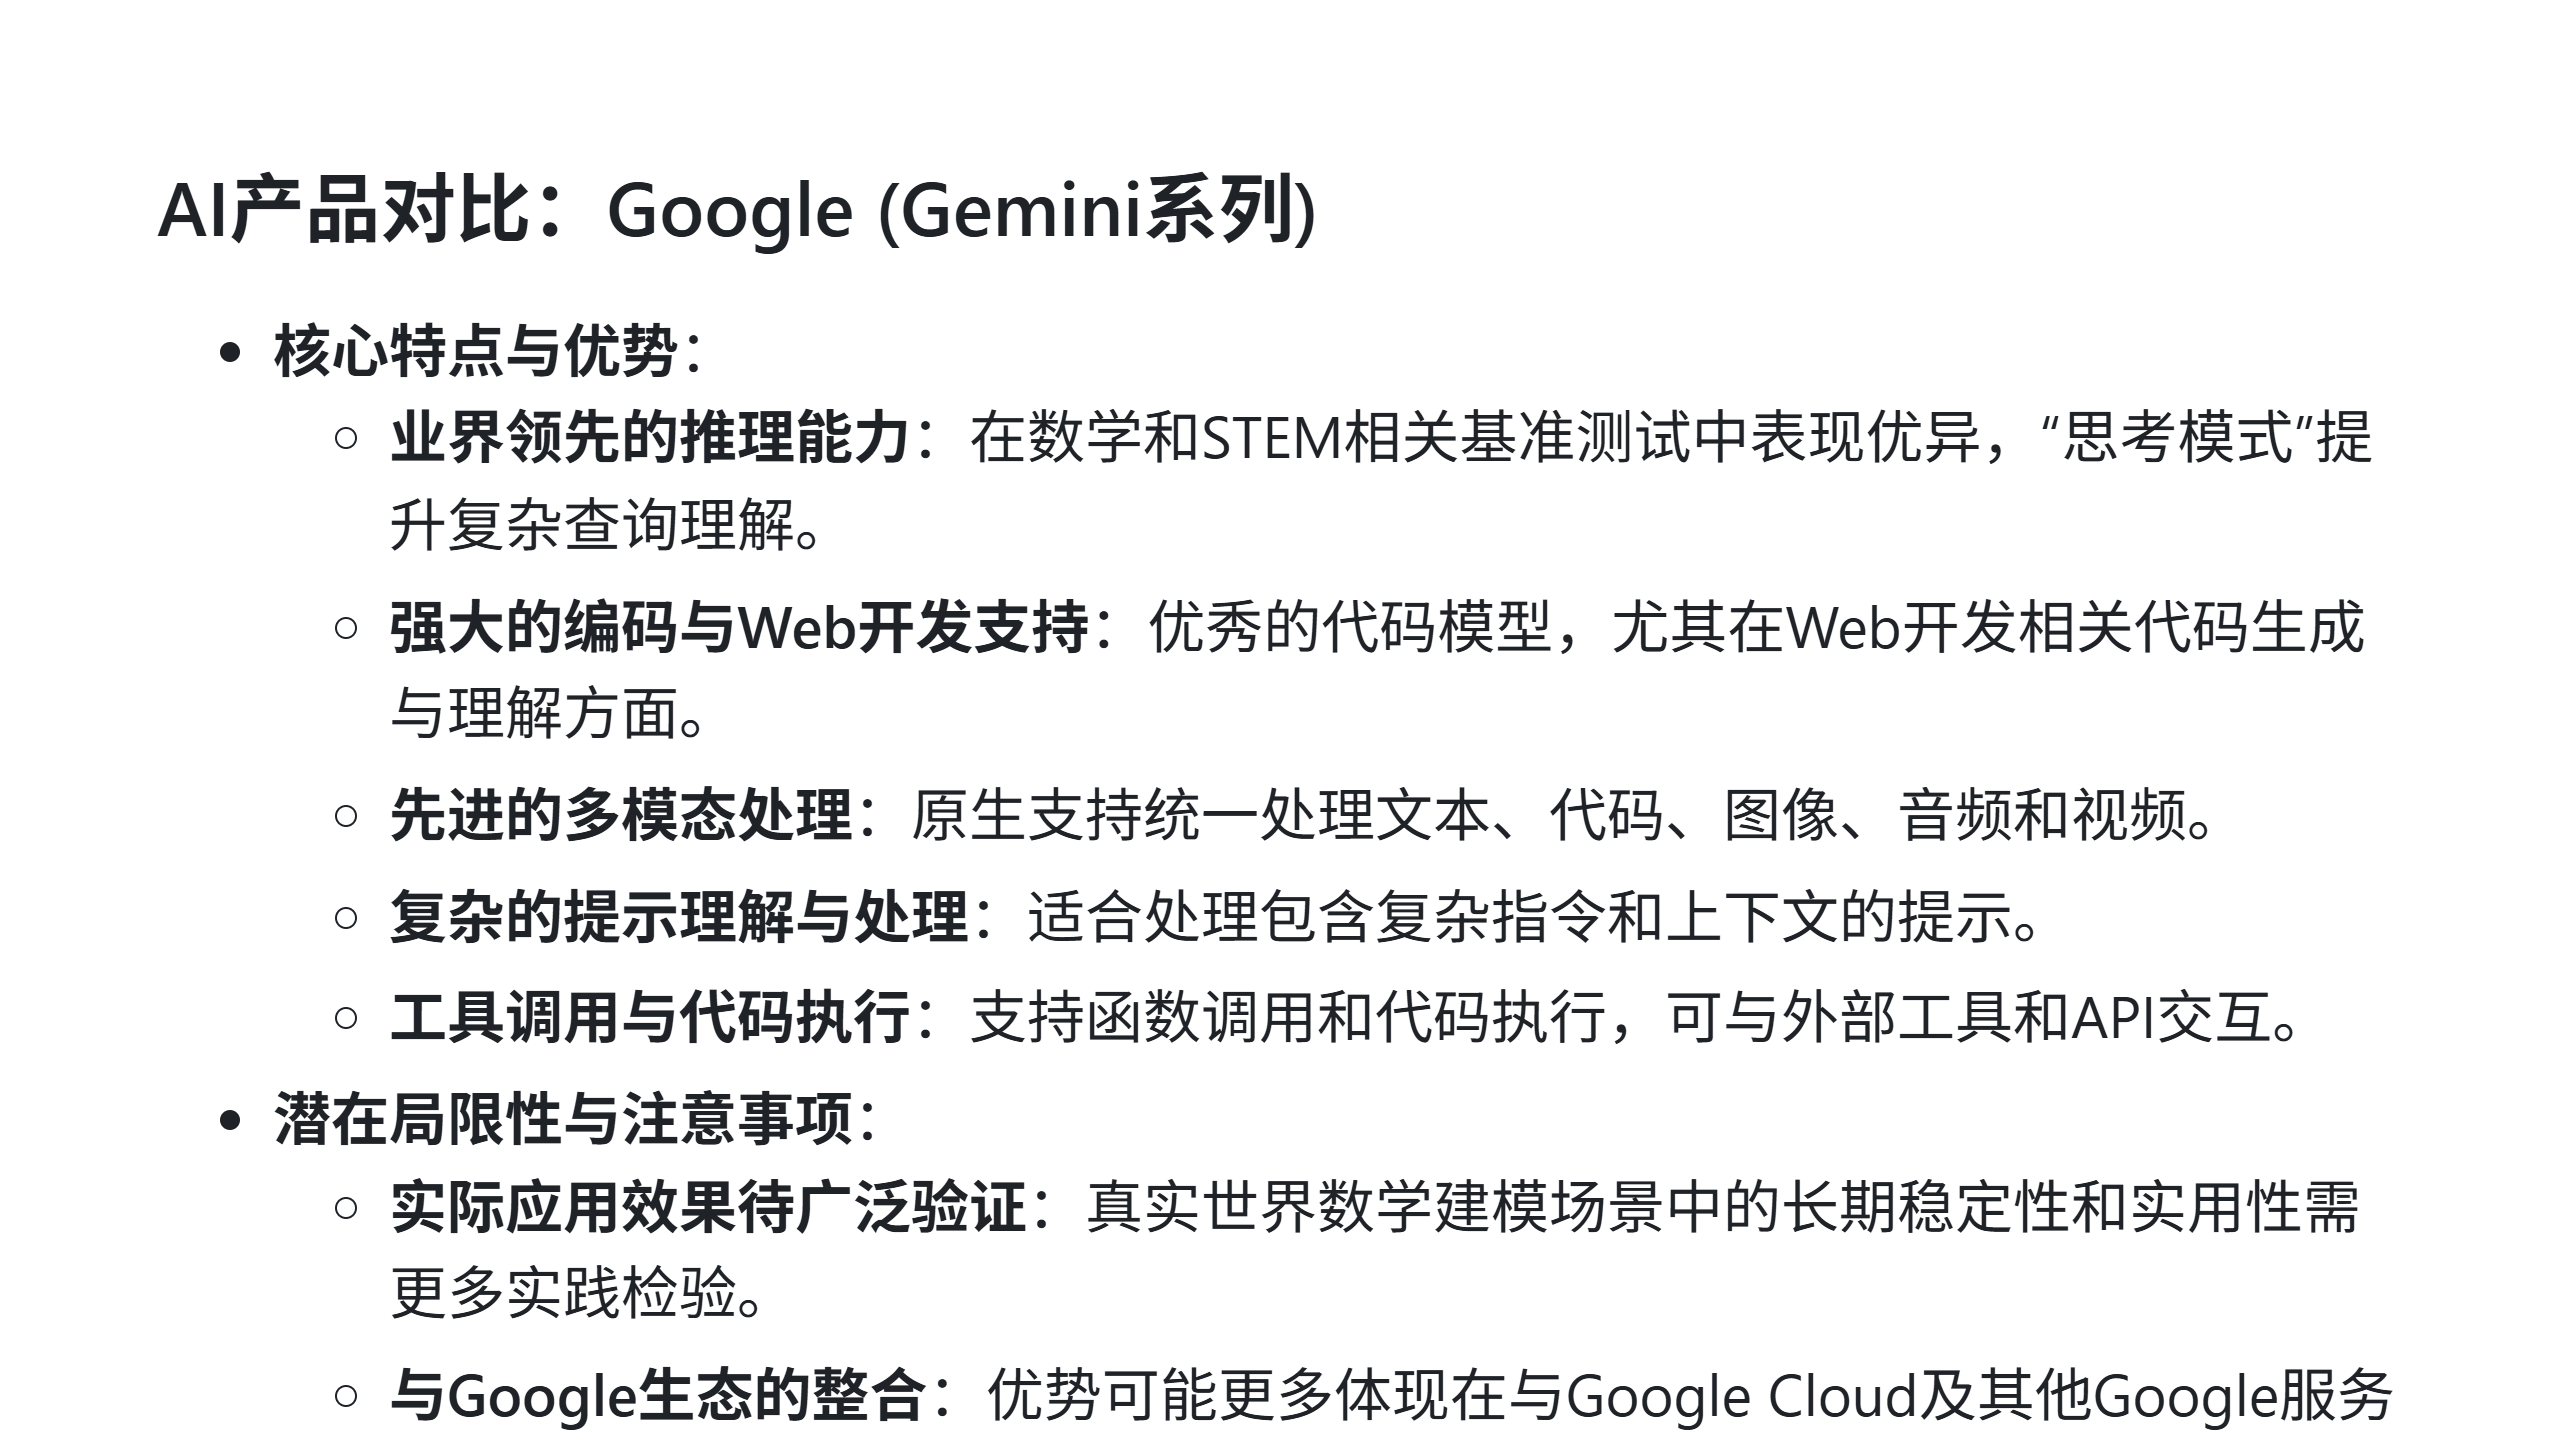 AI产品对比：Google (Gemini系列)
• 核心特点与优势：
○ 业界领先的推理能力：在数学和STEM相关基准测试中表现优异，“思考模式”提
升复杂查询理解。
○ 强大的编码与Web开发支持：优秀的代码模型，尤其在Web开发相关代码生成
与理解方面。
○ 先进的多模态处理：原生支持统一处理文本、代码、图像、音频和视频。
○ 复杂的提示理解与处理：适合处理包含复杂指令和上下文的提示。
○ 工具调用与代码执行：支持函数调用和代码执行，可与外部工具和API交互。
• 潜在局限性与注意事项：
○ 实际应用效果待广泛验证：真实世界数学建模场景中的长期稳定性和实用性需
更多实践检验。
○ 与Google生态的整合：优势可能更多体现在与Google Cloud及其他Google服务